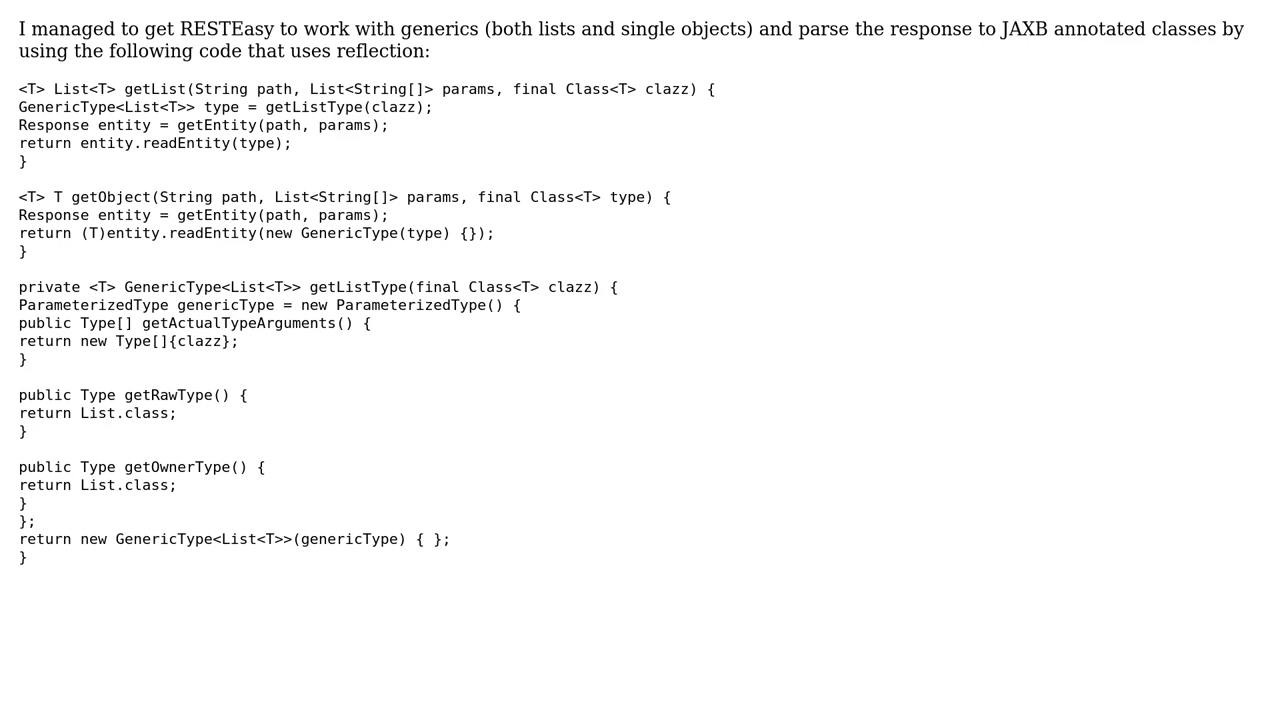 I managed to get RESTEasy to work with generics (both lists and single objects) and parse the response to JAXB annotated classes by
using the following code that uses reflection:
<T> List<T> getList(String path, List<String[]> params, final Class<T> clazz) {
GenericType<List<T>> type = getListType(clazz);
Response entity = getEntity(path, params);
return entity.readEntity(type);
}
<T> T getObject(String path, List<String[]> params, final Class<T> type) {
Response entity = getEntity(path, params);
return (T)entity.readEntity(new GenericType(type) {});
}
private <T> GenericType<List<T>> getListType(final Class<T> clazz) {
ParameterizedType genericType = new ParameterizedType() {
public Type[] getActualTypeArguments() {
return new Type[]{clazz};
}
public Type getRawType() {
return List.class;
}
public Type getOwnerType() {
return List.class;
}
};
return new GenericType<List<T>>(genericType) { };
}